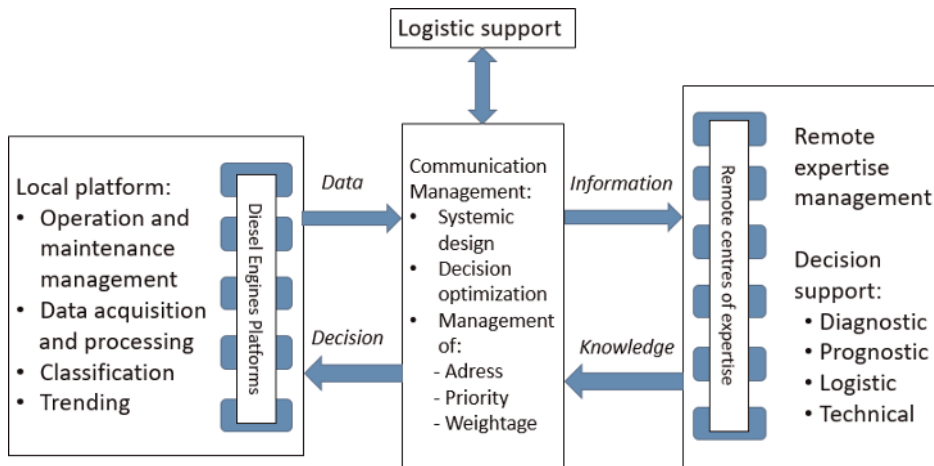 Logistic support
Local platform:
• Operation and
maintenance
management
• Data acquisition
and processing
• Classification
• Trending
Diesel Engines Platforms
Data
Decision
Communication
Management:
• Systemic
design
• Decision
optimization
• Management
of:
- Adress
- Priority
- Weightage
Information
Knowledge
Remote centres of expertise
Remote
expertise
management
Decision
support:
• Diagnostic
• Prognostic
• Logistic
• Technical